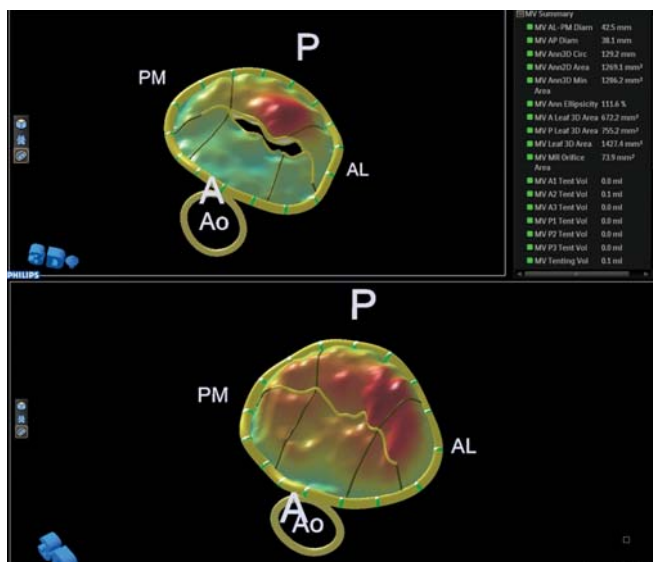 P
PM
AL
A
Ao
PHILIPS
MV Summary
MV AL-PM Diam 42.5 mm
MV AP Diam 38.1 mm
MV Ann3D Circ 129.2 mm
MV Ann2D Area 1269.1 mm²
MV Ann3D Min Area 1286.2 mm²
MV Ann Ellipsicity 111.6 %
MV A Leaf 3D Area 672.2 mm²
MV P Leaf 3D Area 755.2 mm²
MV Leaf 3D Area 1427.4 mm²
MV MR Orifice Area 73.9 mm²
MV A1 Tent Vol 0.0 ml
MV A2 Tent Vol 0.1 ml
MV A3 Tent Vol 0.0 ml
MV P1 Tent Vol 0.0 ml
MV P2 Tent Vol 0.0 ml
MV P3 Tent Vol 0.0 ml
MV Tenting Vol 0.1 ml
P
PM
AL
A
Ao